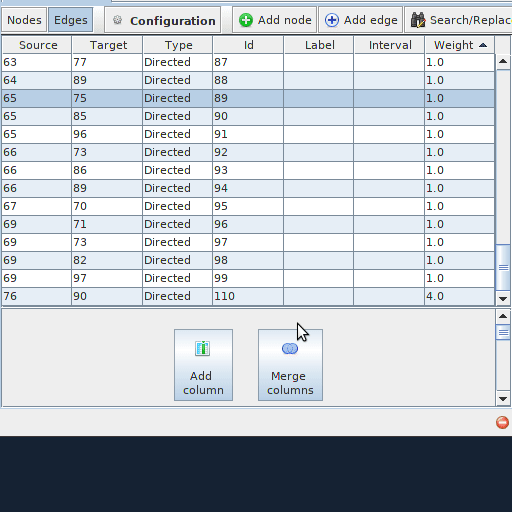 Nodes Edges Configuration Add node Add edge Search/Replac
Source Target Type Id Label Interval Weight
63 77 Directed 87 1.0
64 89 Directed 88 1.0
65 75 Directed 89 1.0
65 85 Directed 90 1.0
65 96 Directed 91 1.0
66 73 Directed 92 1.0
66 86 Directed 93 1.0
66 89 Directed 94 1.0
67 70 Directed 95 1.0
69 71 Directed 96 1.0
69 73 Directed 97 1.0
69 82 Directed 98 1.0
69 97 Directed 99 1.0
76 90 Directed 110 4.0
Add column
Merge columns